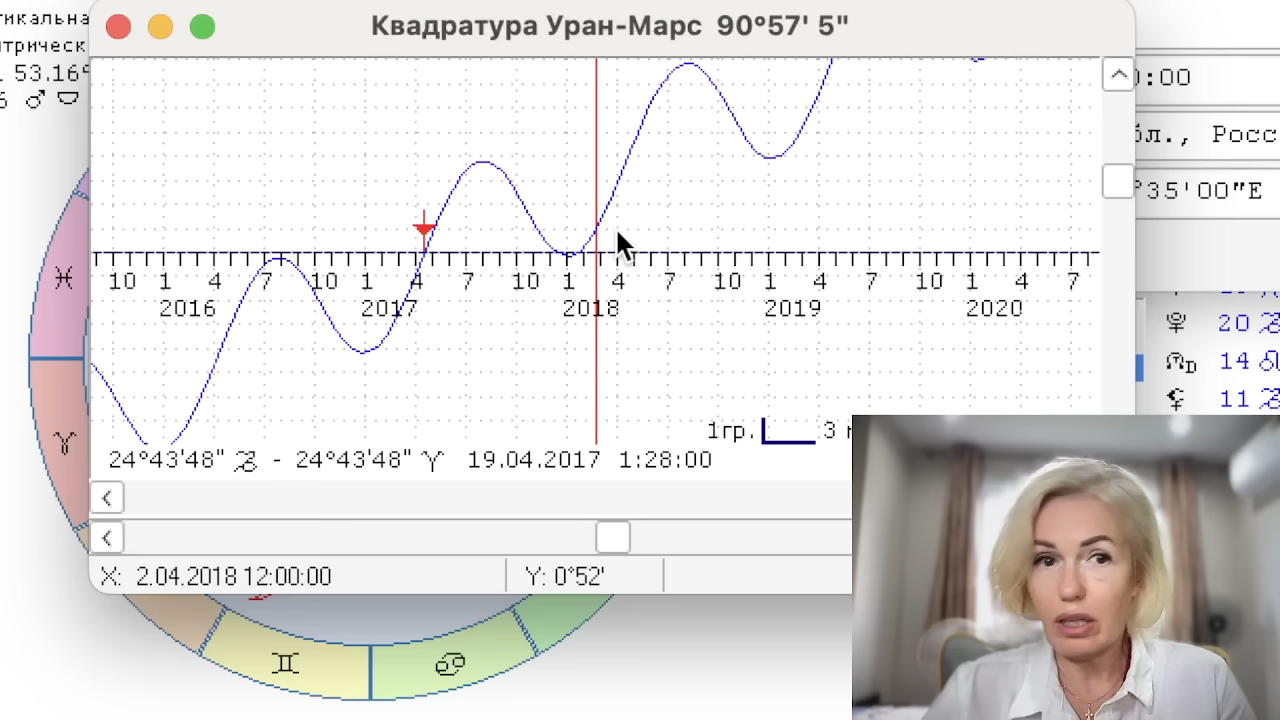 Квадратура Уран-Марс 90°57' 5"
53.16°
0:00
Росс
°35'00"E
10 1 4 7 10 1 4 7 10 1 4 7 10 1 4 7 10 1 4 7
2016 2017 2018 2019 2020
♓
♈
20
14
11
1гр. 3
24°43'48" ♑ - 24°43'48" ♈ 19.04.2017 1:28:00
X: 2.04.2018 12:00:00 Y: 0°52'
♊ ♋